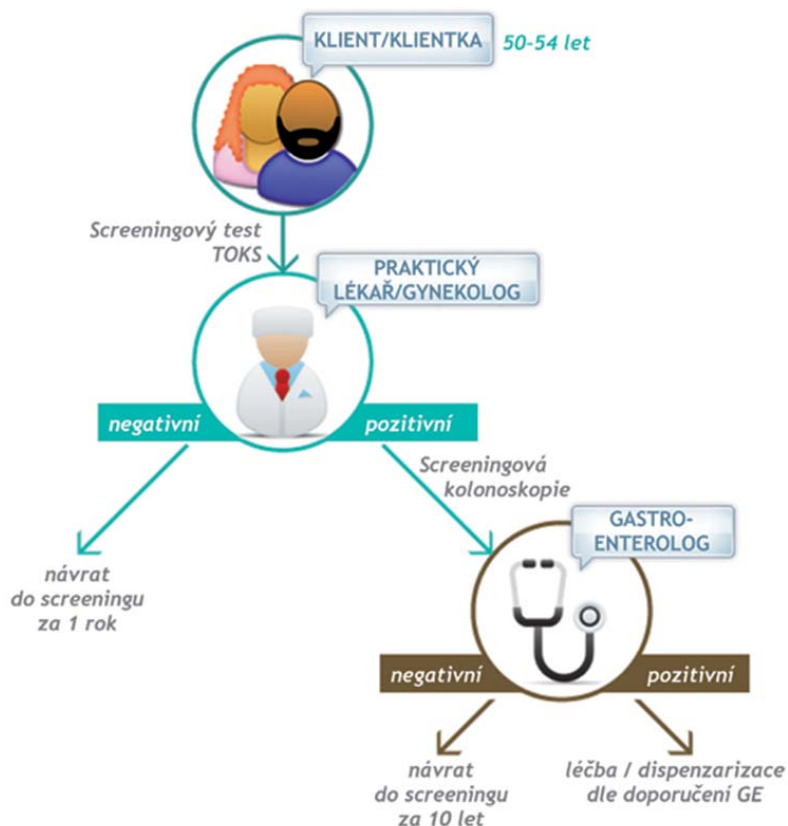 KLIENT/KLIENTKA
50–54 let
Screeningový test
TOKS
PRAKTICKÝ
LÉKAŘ/GYNEKOLOG
negativní
pozitivní
Screeningová
kolonoskopie
návrat
do screeningu
za 1 rok
GASTRO-
ENTEROLOG
negativní
pozitivní
návrat
do screeningu
za 10 let
léčba / dispenzarizace
dle doporučení GE